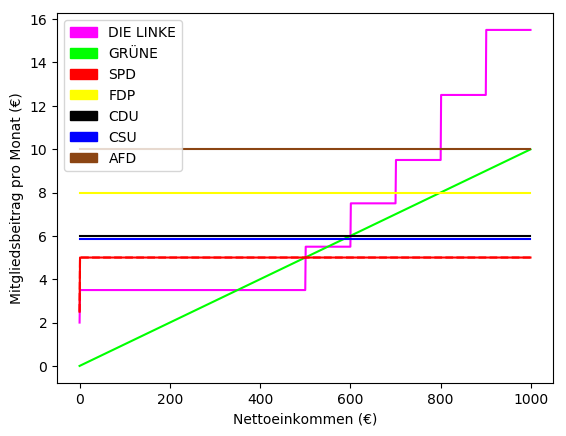 DIE LINKE
GRÜNE
SPD
FDP
CDU
CSU
AFD
Mitgliedsbeitrag pro Monat (€)
16
14
12
10
8
6
4
2
0
0 200 400 600 800 1000
Nettoeinkommen (€)